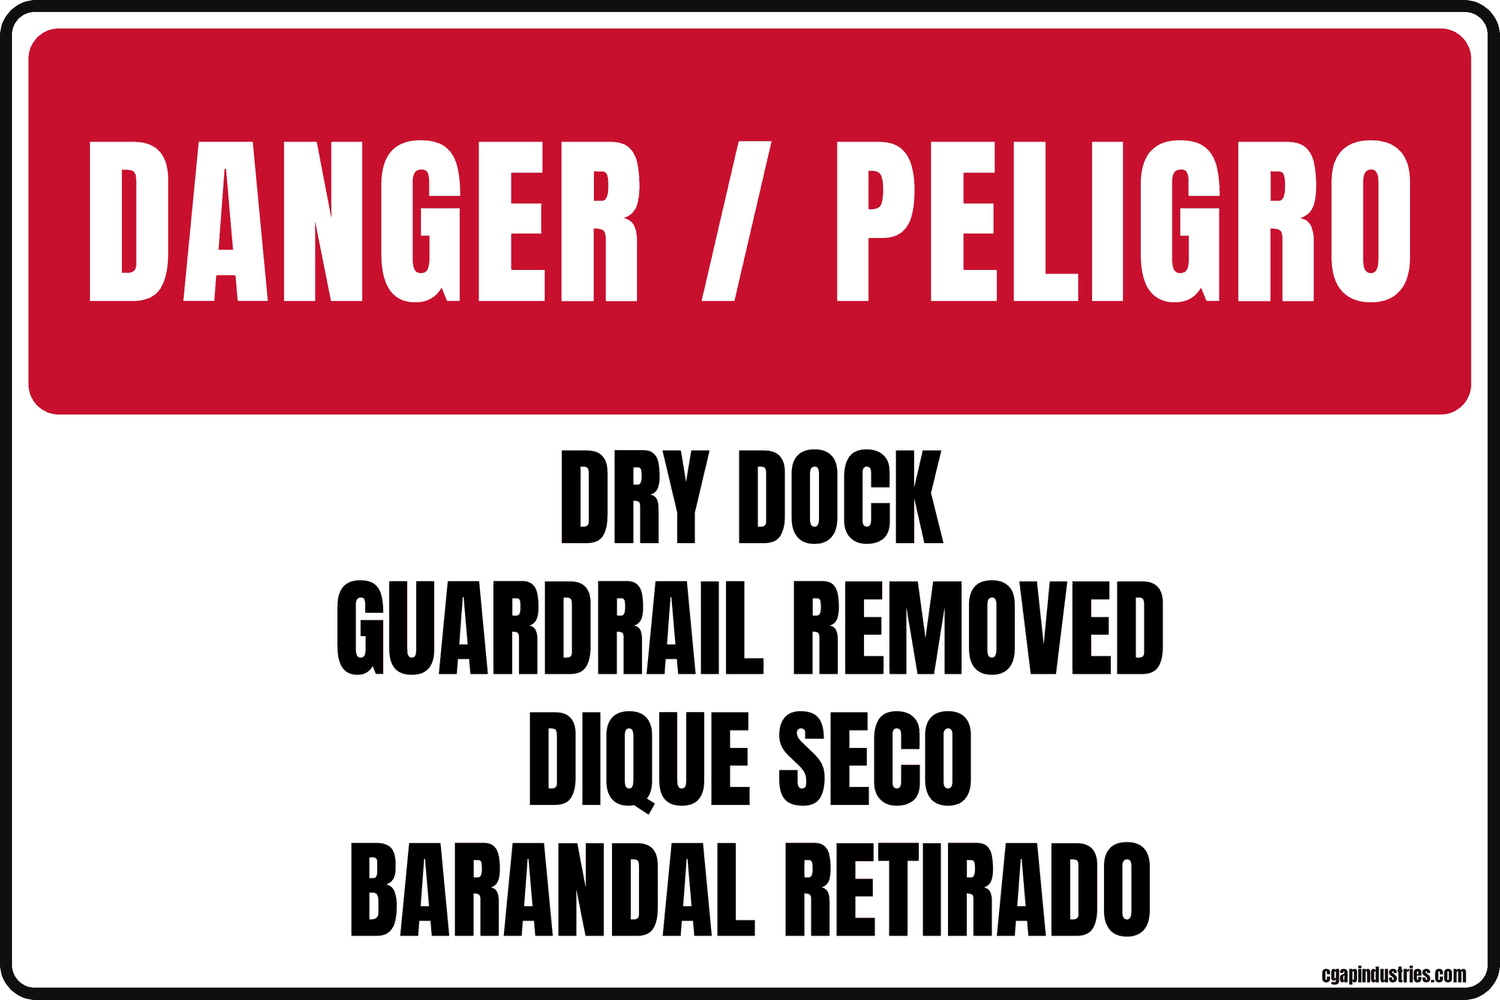 DANGER / PELIGRO
DRY DOCK
GUARDRAIL REMOVED
DIQUE SECO
BARANDAL RETIRADO
cgapindustries.com